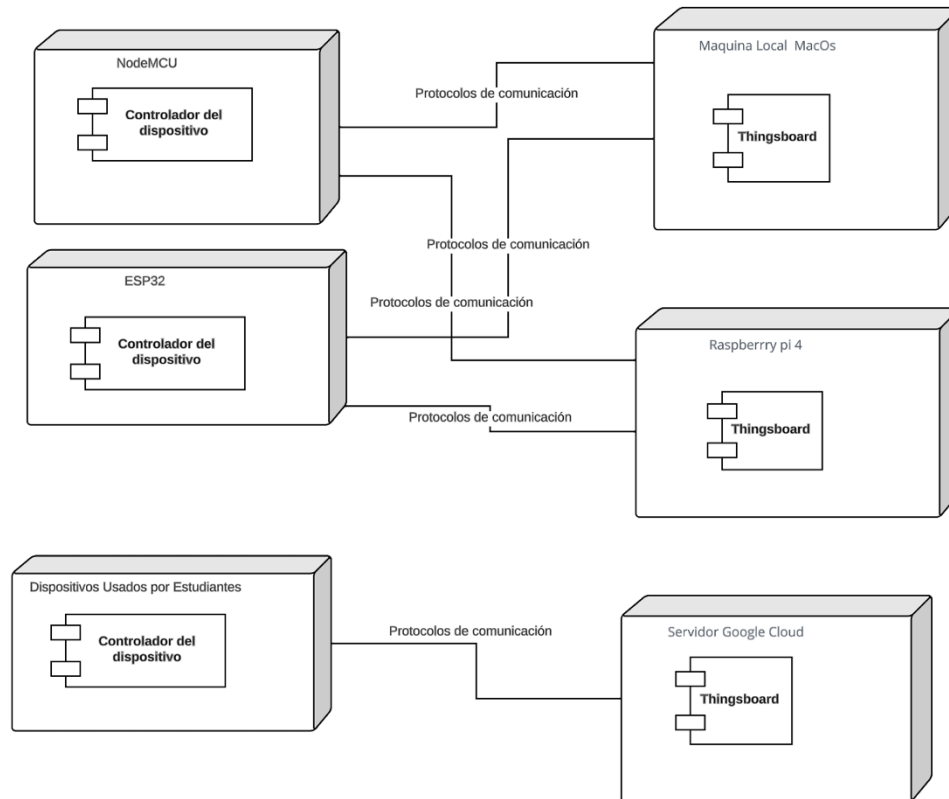 NodeMCU
Controlador del
dispositivo
Protocolos de comunicación
Maquina Local  MacOs
Thingsboard
Protocolos de comunicación
ESP32
Controlador del
dispositivo
Protocolos de comunicación
Raspberrry pi 4
Thingsboard
Protocolos de comunicación
Dispositivos Usados por Estudiantes
Controlador del
dispositivo
Protocolos de comunicación
Servidor Google Cloud
Thingsboard